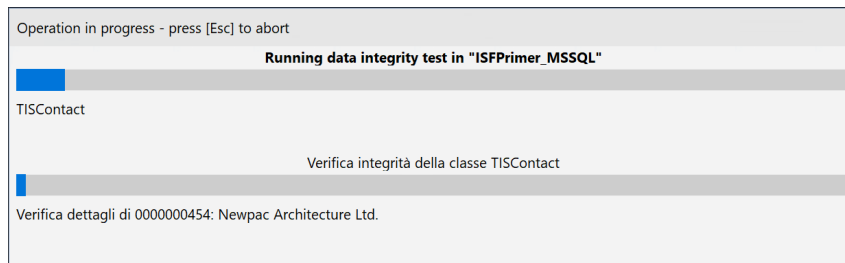 Operation in progress - press [Esc] to abort
Running data integrity test in "ISFPrimer_MSSQL"
TISContact
Verifica integrità della classe TISContact
Verifica dettagli di 0000000454: Newpac Architecture Ltd.